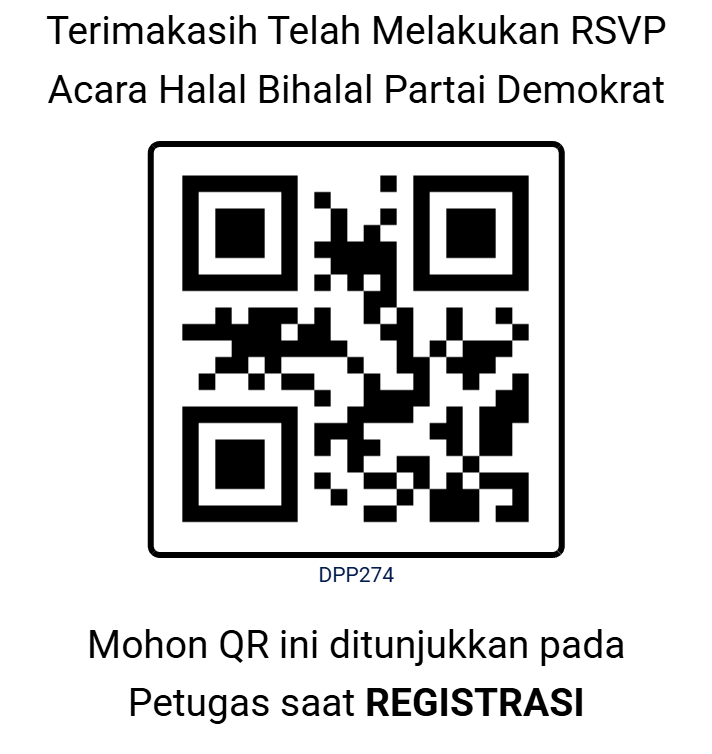 Terimakasih Telah Melakukan RSVP
Acara Halal Bihalal Partai Demokrat
DPP274
Mohon QR ini ditunjukkan pada
Petugas saat REGISTRASI